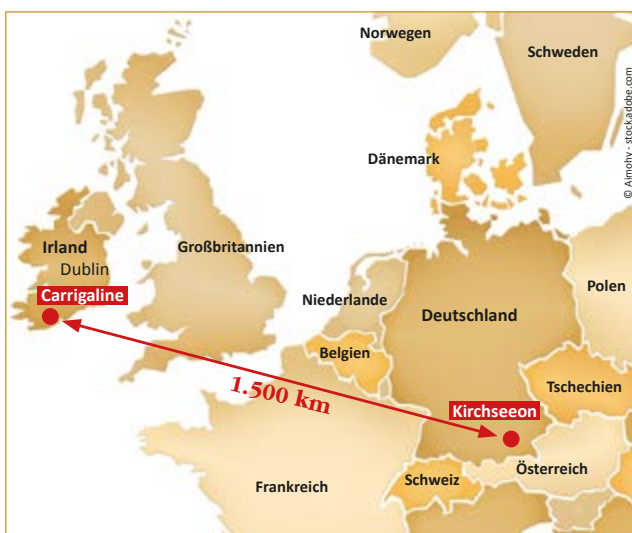 Norwegen
Schweden
Dänemark
© Aimohy - stock.adobe.com
Irland
Dublin
Großbritannien
Carrigaline
Niederlande
Deutschland
Polen
Belgien
1.500 km
Tschechien
Kirchseeon
Österreich
Schweiz
Frankreich